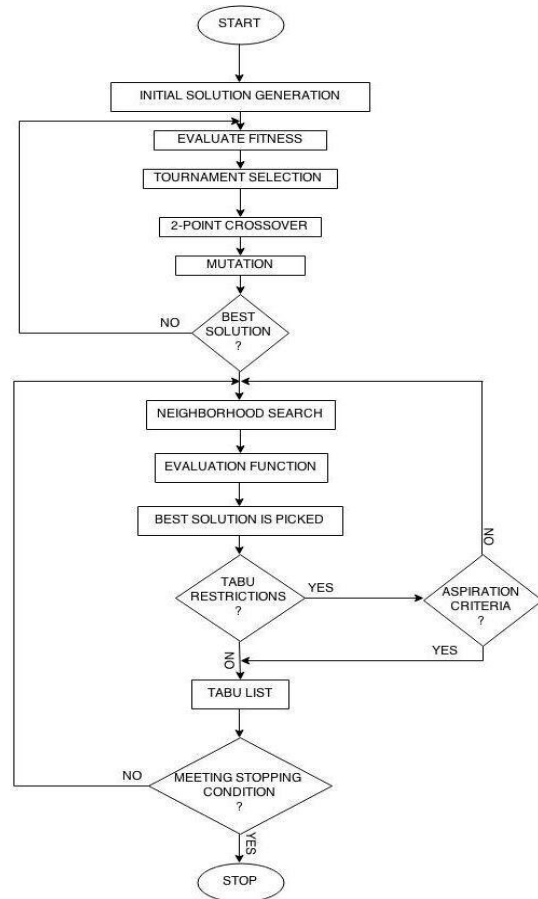 START
INITIAL SOLUTION GENERATION
EVALUATE FITNESS
TOURNAMENT SELECTION
2-POINT CROSSOVER
MUTATION
BEST
SOLUTION
?
NO
NEIGHBORHOOD SEARCH
EVALUATION FUNCTION
BEST SOLUTION IS PICKED
TABU
RESTRICTIONS
?
YES
ASPIRATION
CRITERIA
?
NO
YES
NO
TABU LIST
MEETING STOPPING
CONDITION
?
NO
YES
STOP